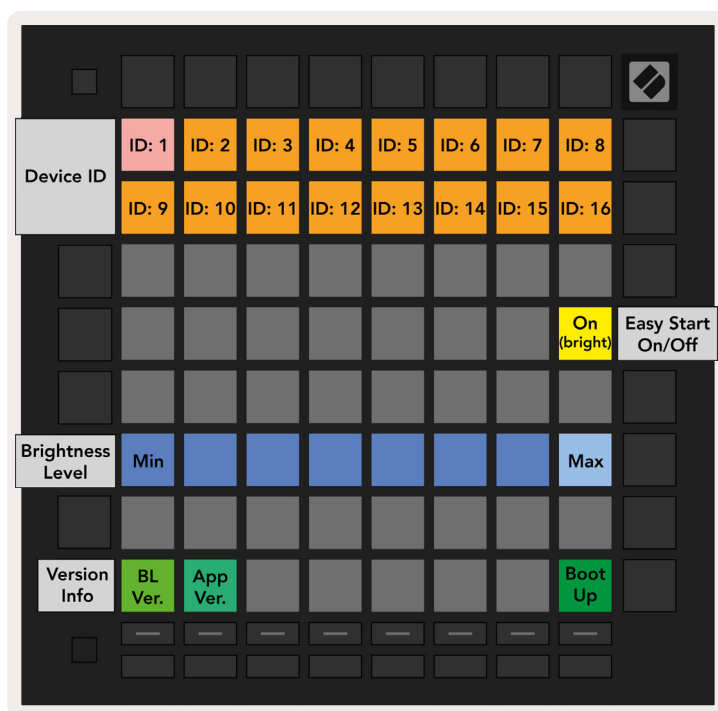 Device ID
ID: 1 ID: 2 ID: 3 ID: 4 ID: 5 ID: 6 ID: 7 ID: 8
ID: 9 ID: 10 ID: 11 ID: 12 ID: 13 ID: 14 ID: 15 ID: 16
On
(bright)
Easy Start
On/Off
Brightness
Level
Min
Max
Version
Info
BL
Ver.
App
Ver.
Boot
Up